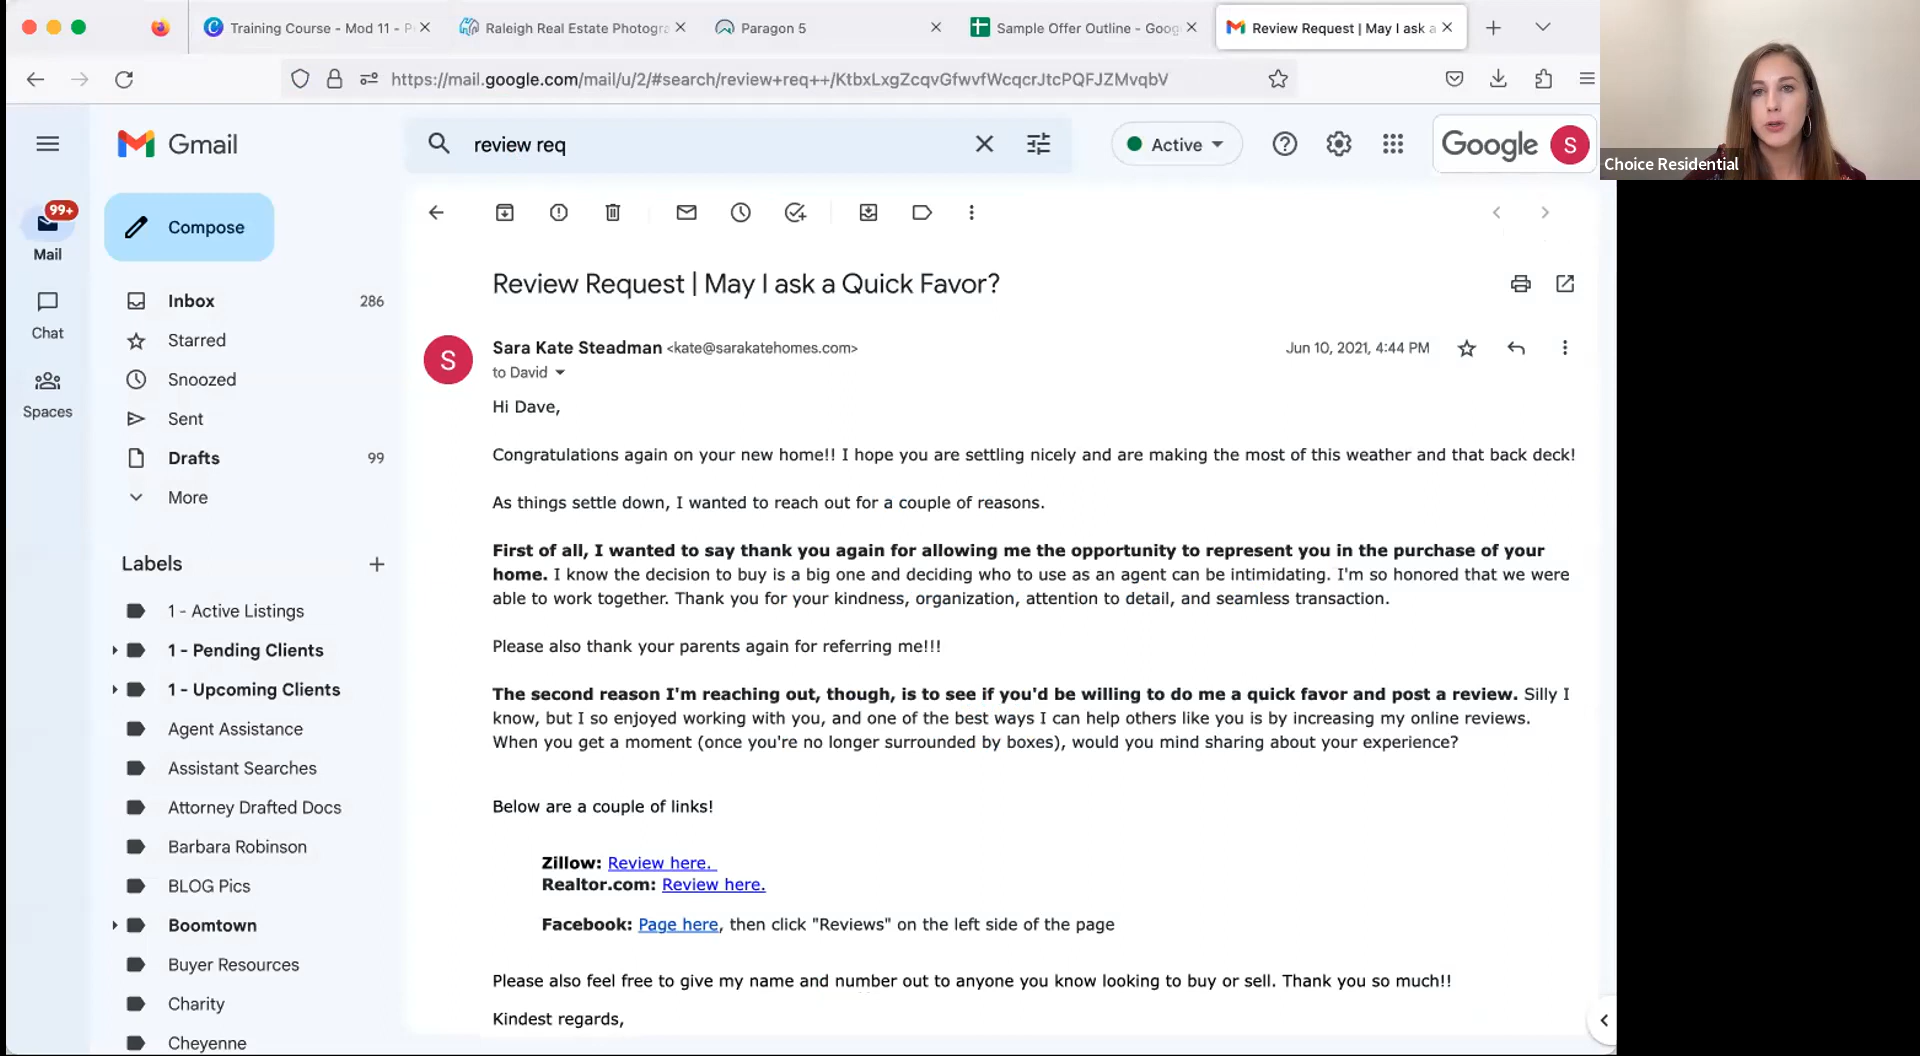 Training Course - Mod 11 - P
Raleigh Real Estate Photogra
Paragon 5
Sample Offer Outline - Goog
Review Request | May I ask a
https://mail.google.com/mail/u/2/#search/review+req++/KtbxLxgZcqvGfwvfWcqcrJtcPQFJZMvqbV
Choice Residential
Gmail
review req
Active
Google
S
99+
Mail
Chat
Spaces
Compose
Inbox 286
Starred
Snoozed
Sent
Drafts 99
More
Labels
1 - Active Listings
1 - Pending Clients
1 - Upcoming Clients
Agent Assistance
Assistant Searches
Attorney Drafted Docs
Barbara Robinson
BLOG Pics
Boomtown
Buyer Resources
Charity
Cheyenne
Review Request | May I ask a Quick Favor?
S
Sara Kate Steadman <kate@sarakatehomes.com>
Jun 10, 2021, 4:44 PM
to David
Hi Dave,
Congratulations again on your new home!! I hope you are settling nicely and are making the most of this weather and that back deck!
As things settle down, I wanted to reach out for a couple of reasons.
First of all, I wanted to say thank you again for allowing me the opportunity to represent you in the purchase of your
home. I know the decision to buy is a big one and deciding who to use as an agent can be intimidating. I'm so honored that we were
able to work together. Thank you for your kindness, organization, attention to detail, and seamless transaction.
Please also thank your parents again for referring me!!!
The second reason I'm reaching out, though, is to see if you'd be willing to do me a quick favor and post a review. Silly I
know, but I so enjoyed working with you, and one of the best ways I can help others like you is by increasing my online reviews.
When you get a moment (once you're no longer surrounded by boxes), would you mind sharing about your experience?
Below are a couple of links!
Zillow: Review here.
Realtor.com: Review here.
Facebook: Page here, then click "Reviews" on the left side of the page
Please also feel free to give my name and number out to anyone you know looking to buy or sell. Thank you so much!!
Kindest regards,